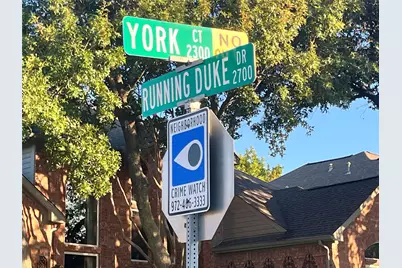 YORK CT 2300
NO
RUNNING DUKE DR 2700
NEIGHBORHOOD
CRIME WATCH